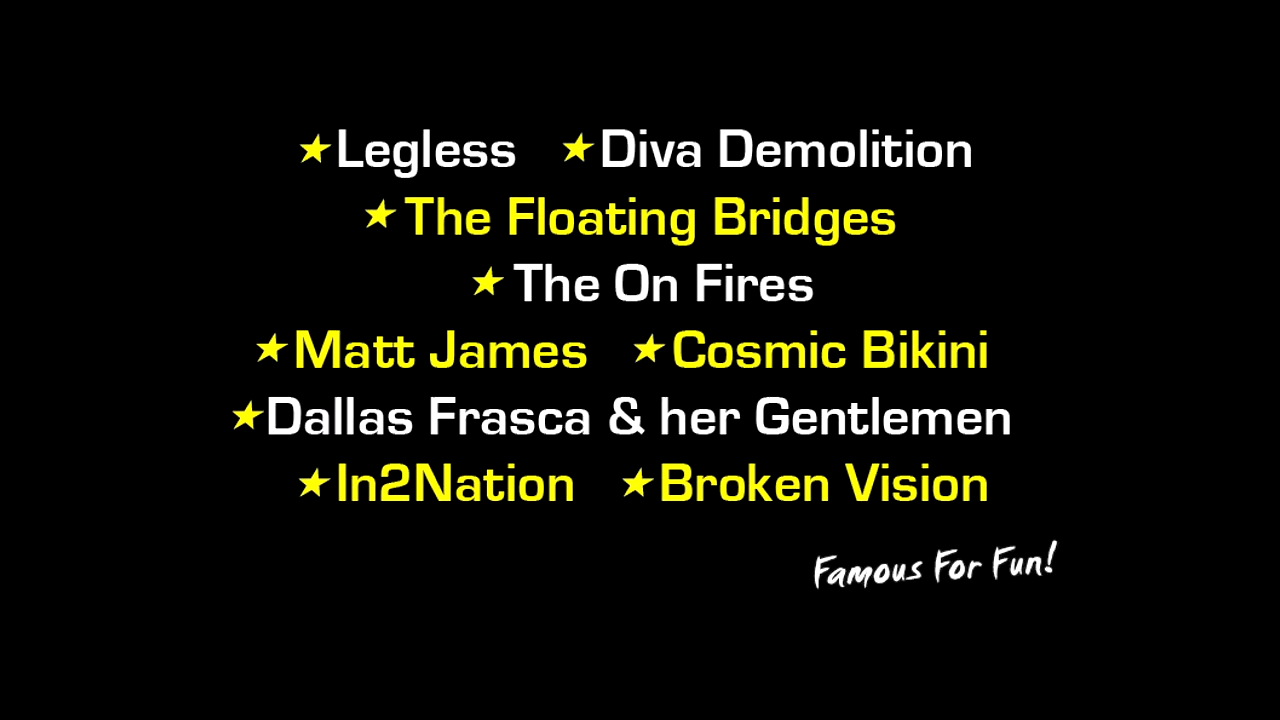 ★Legless ★Diva Demolition
★The Floating Bridges
★The On Fires
★Matt James ★Cosmic Bikini
★Dallas Frasca & her Gentlemen
★In2Nation ★Broken Vision
Famous For Fun!